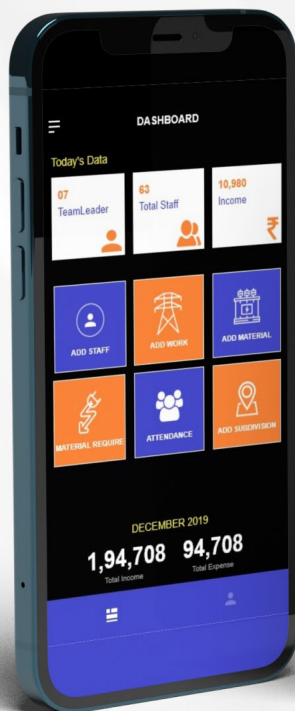 DASHBOARD
Today's Data
07
TeamLeader
63
Total Staff
10,980
Income
₹
ADD STAFF
ADD WORK
ADD MATERIAL
MATERIAL REQUIRE
ATTENDANCE
ADD SUBDIVISION
DECEMBER 2019
1,94,708
Total Income
94,708
Total Expense